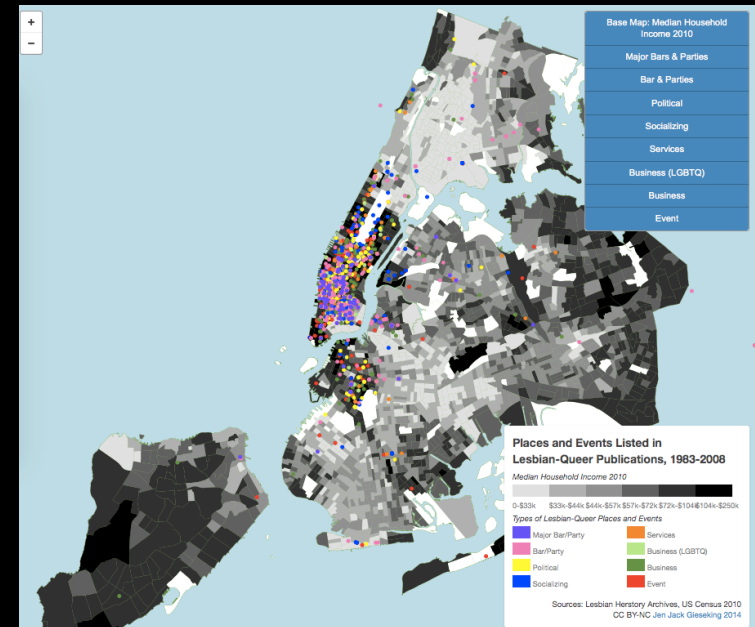 +
−
Base Map: Median Household
Income 2010
Major Bars & Parties
Bar & Parties
Political
Socializing
Services
Business (LGBTQ)
Business
Event
Places and Events Listed in
Lesbian-Queer Publications, 1983-2008
Median Household Income 2010
0-$33k $33k-$44k $44k-$57k $57k-$72k $72k-$104k $104k-$250k
Types of Lesbian-Queer Places and Events
Major Bar/Party Services
Bar/Party Business (LGBTQ)
Political Business
Socializing Event
Sources: Lesbian Herstory Archives, US Census 2010
CC BY-NC Jen Jack Gieseking 2014